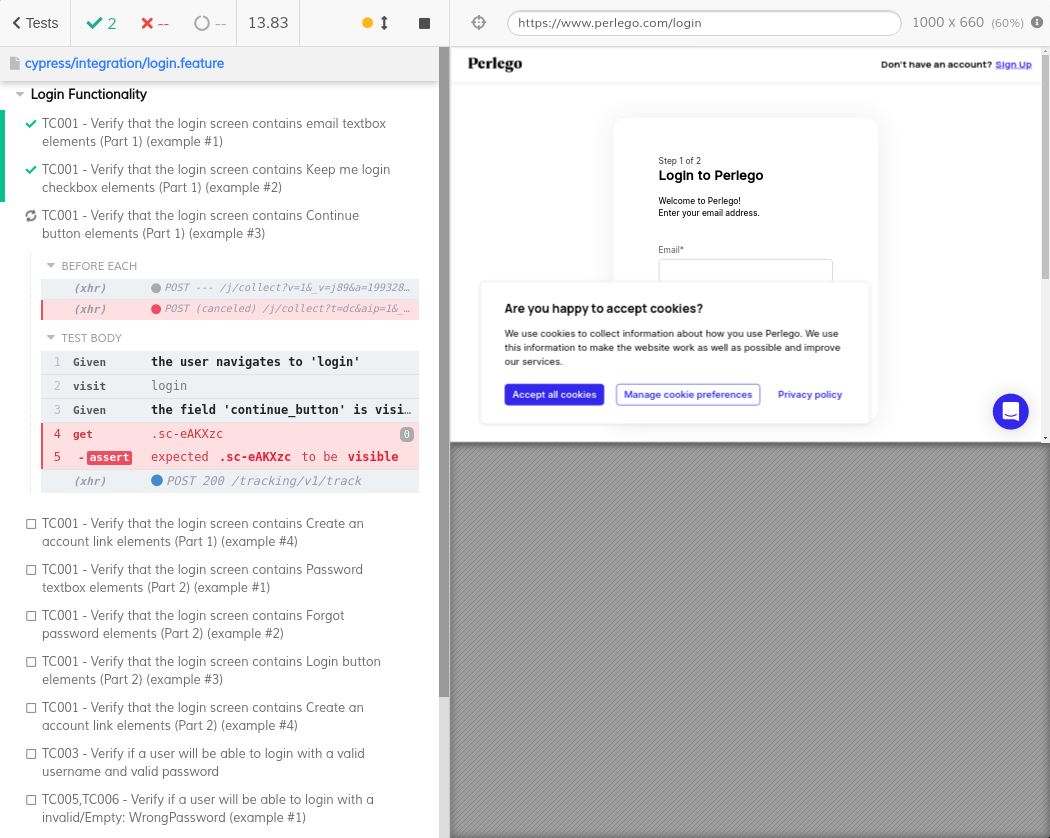 Tests
2
--
--
13.83
https://www.perlego.com/login
1000 x 660 (60%)
cypress/integration/login.feature
Login Functionality
TC001 - Verify that the login screen contains email textbox
elements (Part 1) (example #1)
TC001 - Verify that the login screen contains Keep me login
checkbox elements (Part 1) (example #2)
TC001 - Verify that the login screen contains Continue
button elements (Part 1) (example #3)
BEFORE EACH
(xhr) POST --- /j/collect?v=1&_v=j89&a=199328…
(xhr) POST (canceled) /j/collect?t=dc&aip=1&_…
TEST BODY
1 Given the user navigates to 'login'
2 visit login
3 Given the field 'continue_button' is visi…
4 get .sc-eAKXzc 0
5 -assert expected .sc-eAKXzc to be visible
(xhr) POST 200 /tracking/v1/track
TC001 - Verify that the login screen contains Create an
account link elements (Part 1) (example #4)
TC001 - Verify that the login screen contains Password
textbox elements (Part 2) (example #1)
TC001 - Verify that the login screen contains Forgot
password elements (Part 2) (example #2)
TC001 - Verify that the login screen contains Login button
elements (Part 2) (example #3)
TC001 - Verify that the login screen contains Create an
account link elements (Part 2) (example #4)
TC003 - Verify if a user will be able to login with a valid
username and valid password
TC005,TC006 - Verify if a user will be able to login with a
invalid/Empty: WrongPassword (example #1)
Perlego
Don't have an account? Sign Up
Step 1 of 2
Login to Perlego
Welcome to Perlego!
Enter your email address.
Email*
Are you happy to accept cookies?
We use cookies to collect information about how you use Perlego. We use
this information to make the website work as well as possible and improve
our services.
Accept all cookies
Manage cookie preferences
Privacy policy